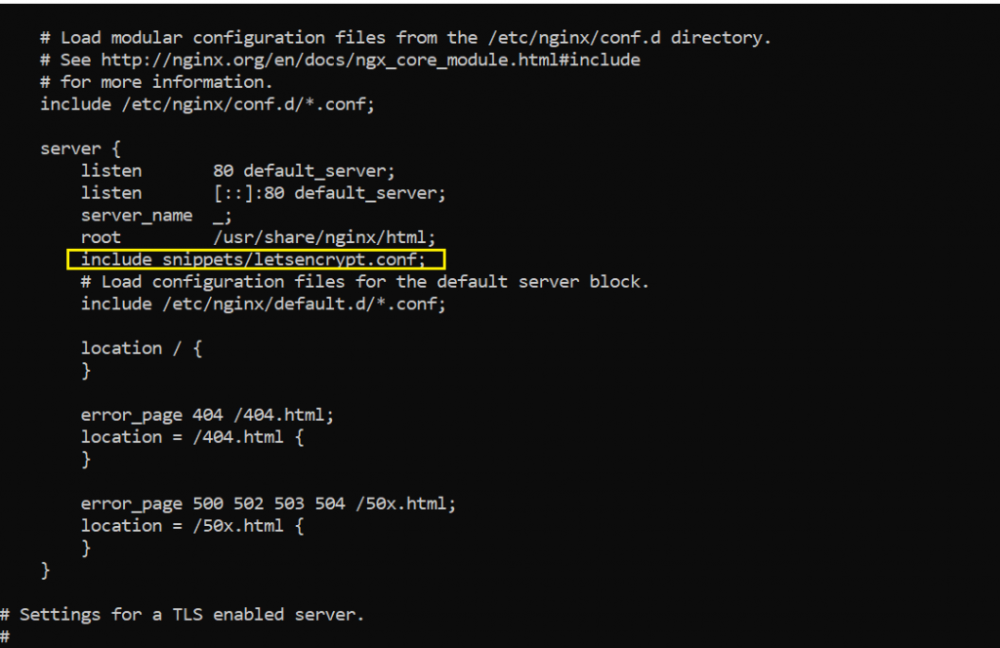 # Load modular configuration files from the /etc/nginx/conf.d directory.
# See http://nginx.org/en/docs/ngx_core_module.html#include
# for more information.
include /etc/nginx/conf.d/*.conf;
server {
listen 80 default_server;
listen [::]:80 default_server;
server_name _;
root /usr/share/nginx/html;
include snippets/letsencrypt.conf;
# Load configuration files for the default server block.
include /etc/nginx/default.d/*.conf;
location / {
}
error_page 404 /404.html;
location = /404.html {
}
error_page 500 502 503 504 /50x.html;
location = /50x.html {
}
}
# Settings for a TLS enabled server.
#